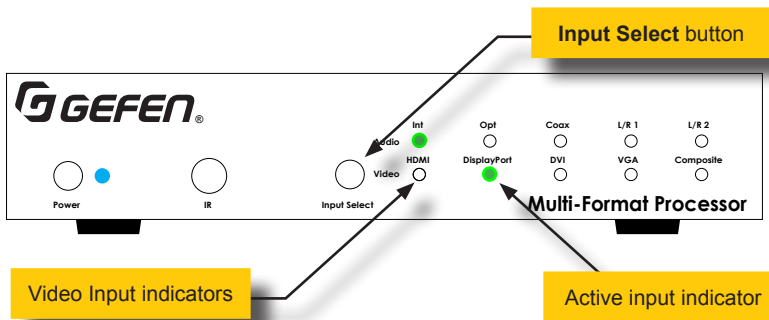 Input Select button
GEFEN®
Int Opt Coax L/R 1 L/R 2
Audio
HDMI DisplayPort DVI VGA Composite
Video
Power IR Input Select
Multi-Format Processor
Video Input indicators
Active input indicator